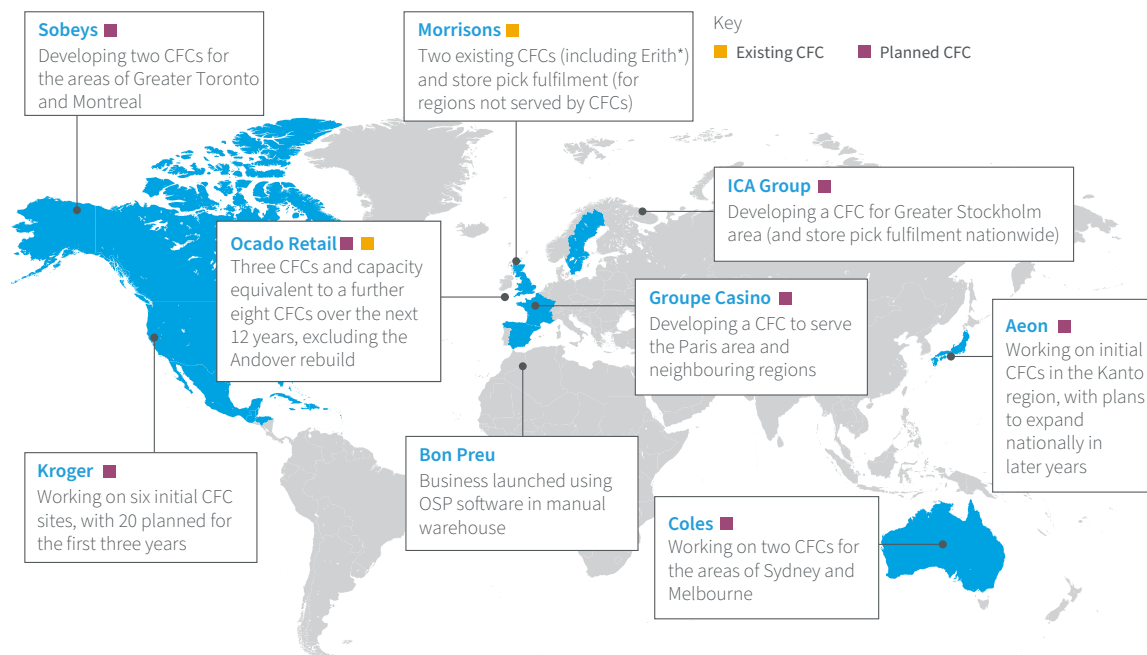 Sobeys
Developing two CFCs for
the areas of Greater Toronto
and Montreal
Morrisons
Two existing CFCs (including Erith*)
and store pick fulfilment (for
regions not served by CFCs)
Key
Existing CFC
Planned CFC
ICA Group
Developing a CFC for Greater Stockholm
area (and store pick fulfilment nationwide)
Ocado Retail
Three CFCs and capacity
equivalent to a further
eight CFCs over the next
12 years, excluding the
Andover rebuild
Groupe Casino
Developing a CFC to serve
the Paris area and
neighbouring regions
Aeon
Working on initial
CFCs in the Kanto
region, with plans
to expand
nationally in
later years
Kroger
Working on six initial CFC
sites, with 20 planned for
the first three years
Bon Preu
Business launched using
OSP software in manual
warehouse
Coles
Working on two CFCs for
the areas of Sydney and
Melbourne